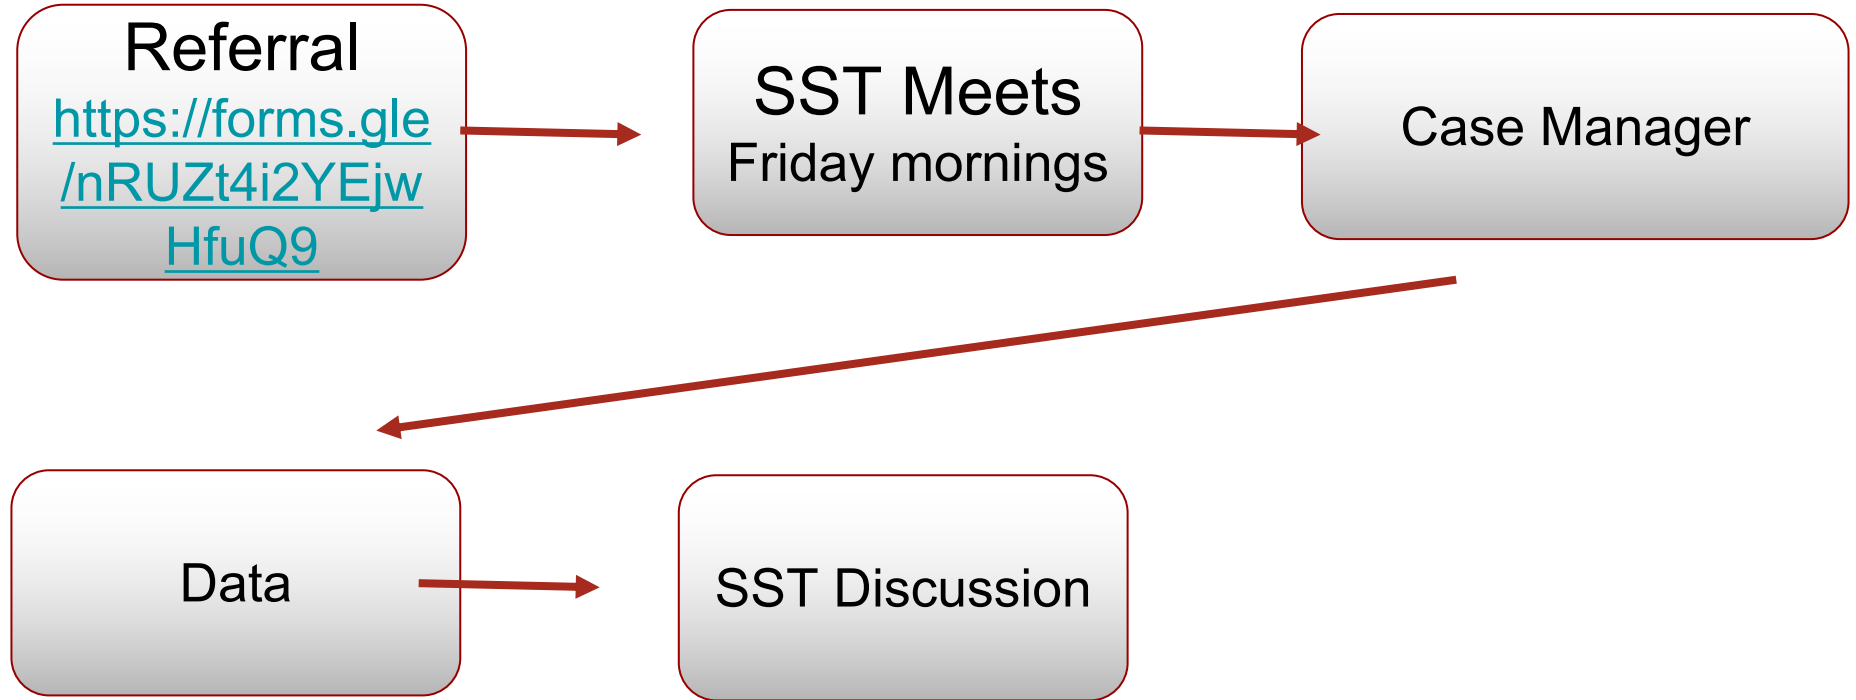 Referral
https://forms.gle
/nRUZt4i2YEjw
HfuQ9
SST Meets
Friday mornings
Case Manager
Data
SST Discussion